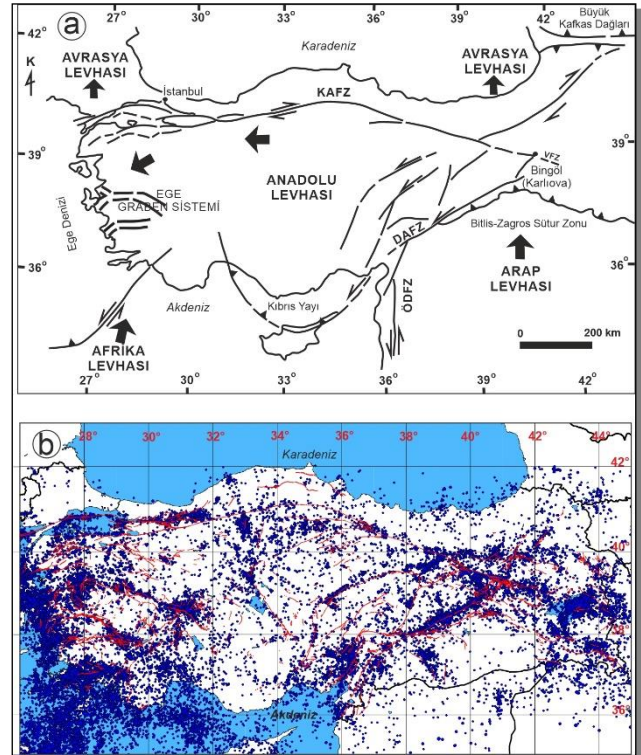 a
27°
30°
33°
36°
39°
42°
Büyük
Kafkas Dağları
42°
K
AVRASYA
LEVHASI
Karadeniz
AVRASYA
LEVHASI
İstanbul
KAFZ
39°
ANADOLU
LEVHASI
VFZ
Bingöl
(Karlıova)
EGE
GRABEN SİSTEMİ
Ege Denizi
DAFZ
Bitlis-Zagros Sütur Zonu
36°
Akdeniz
Kıbrıs Yayı
ÖDFZ
ARAP
LEVHASI
AFRİKA
LEVHASI
0
200 km
27°
30°
33°
36°
39°
42°
b
28°
30°
32°
34°
36°
38°
40°
42°
44°
Karadeniz
42°
40°
38°
36°
Akdeniz